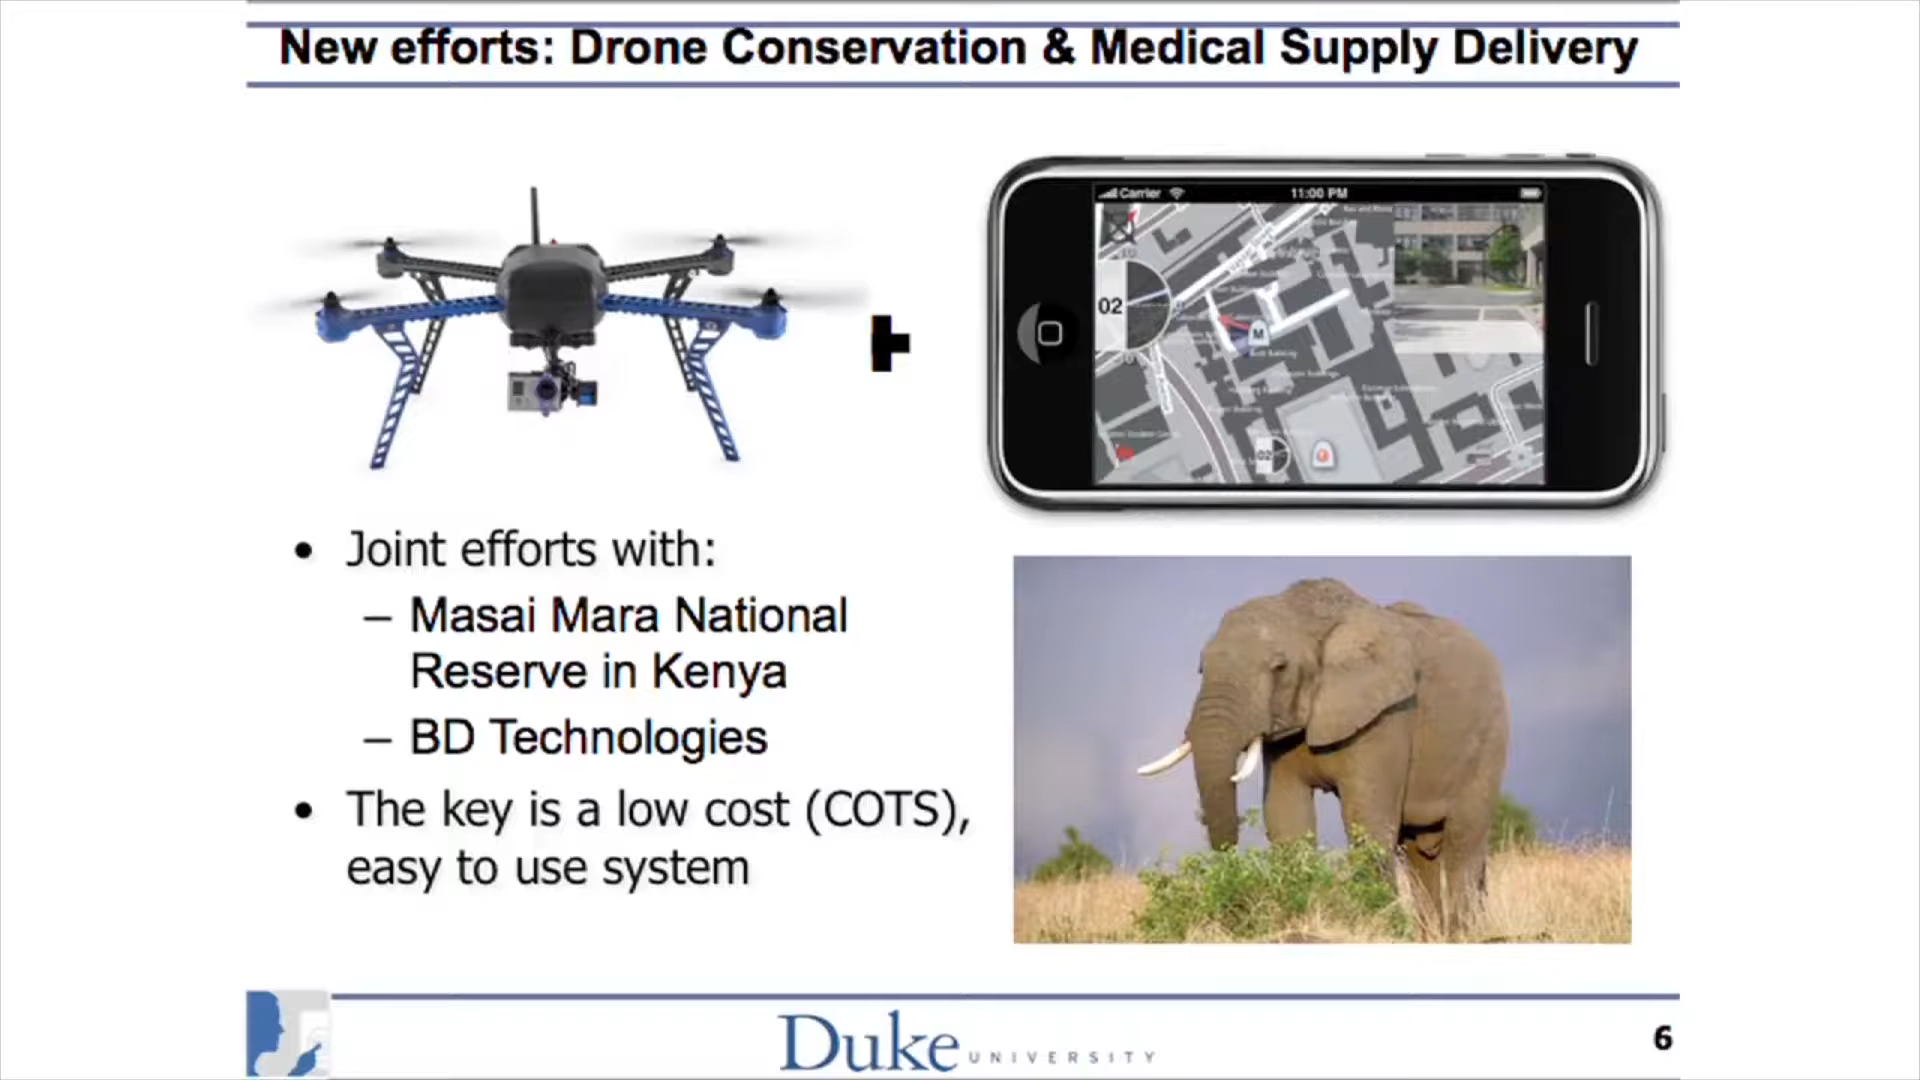 New efforts: Drone Conservation & Medical Supply Delivery
Carrier 11:00 PM
02
M
02
• Joint efforts with:
– Masai Mara National
Reserve in Kenya
– BD Technologies
• The key is a low cost (COTS),
easy to use system
Duke UNIVERSITY
6